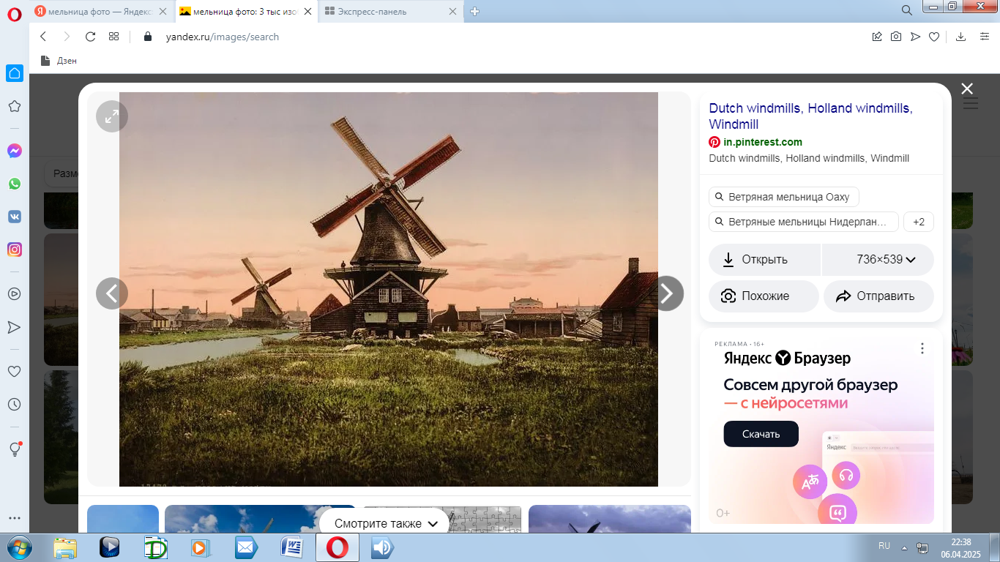 мельница фото — Яндекс
мельница фото: 3 тыс изо
Экспресс-панель
yandex.ru/images/search
Дзен
Разм
Dutch windmills, Holland windmills,
Windmill
in.pinterest.com
Dutch windmills, Holland windmills, Windmill
Ветряная мельница Оаху
Ветряные мельницы Нидерлан...
+2
Открыть
736×539
Похожие
Отправить
РЕКЛАМА • 16+
Яндекс Браузер
Совсем другой браузер
— с нейросетями
Скачать
Яндекс
0+
Смотрите также
RU
22:38
06.04.2025